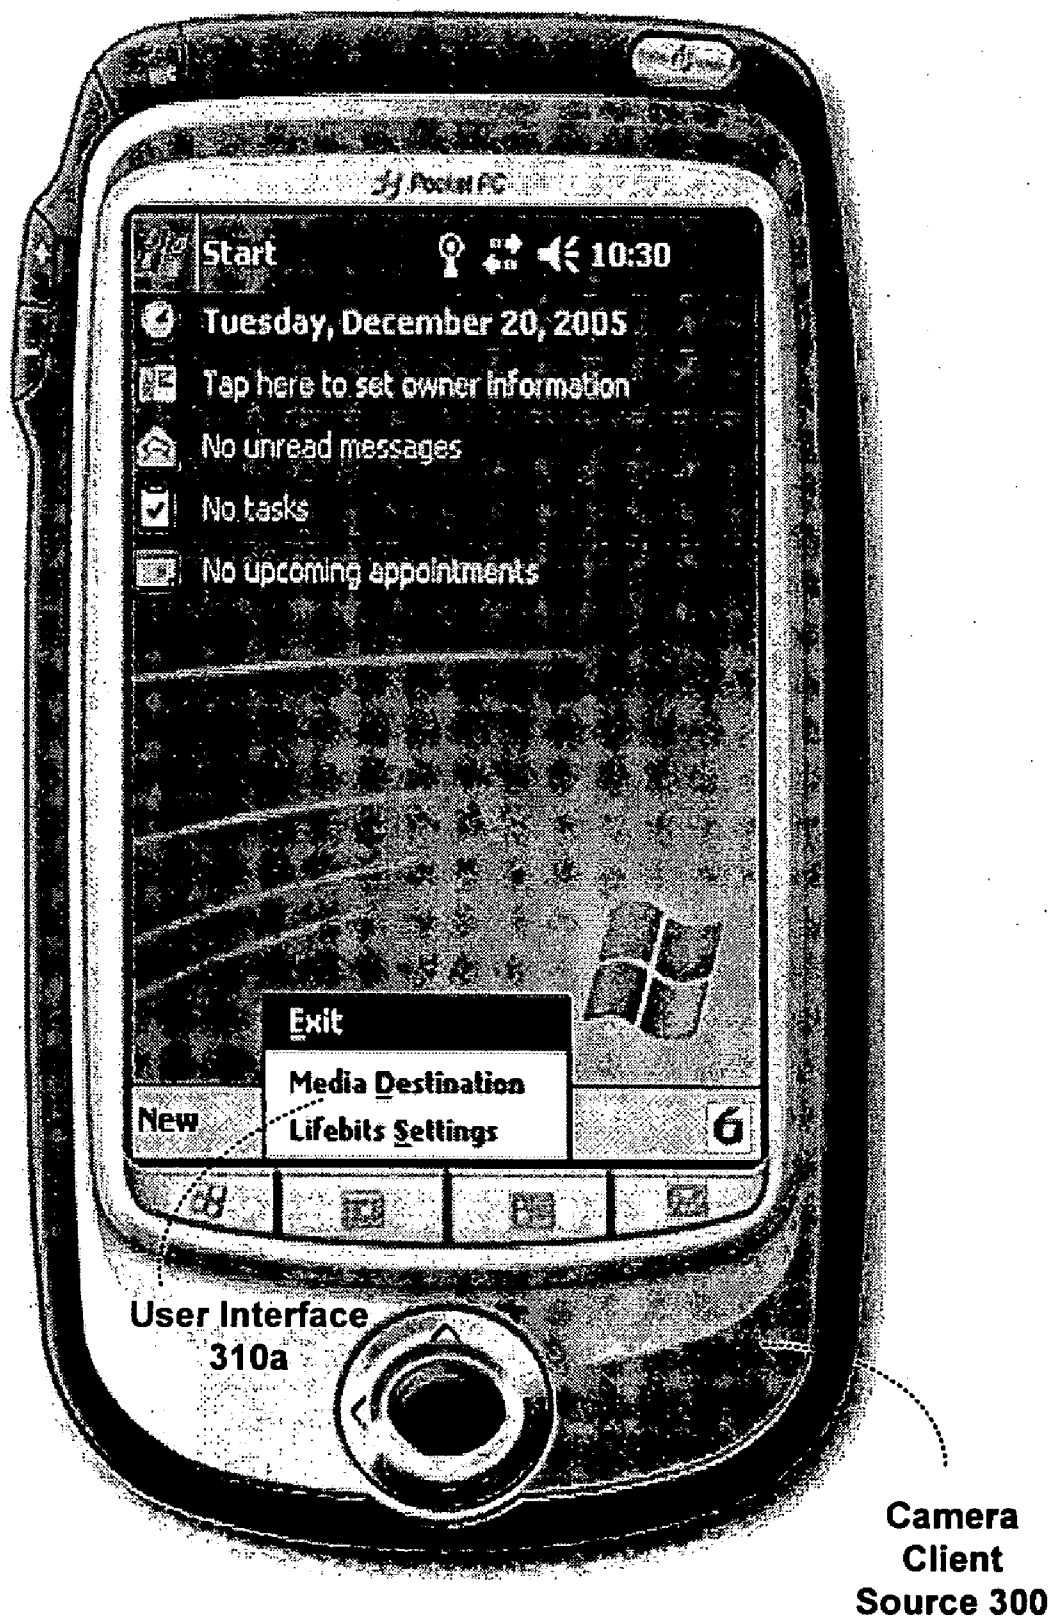 Pocket PC
Start 10:30
Tuesday, December 20, 2005
Tap here to set owner information
No unread messages
No tasks
No upcoming appointments
Exit
Media Destination
New
Lifebits Settings
User Interface
310a
Camera
Client
Source 300